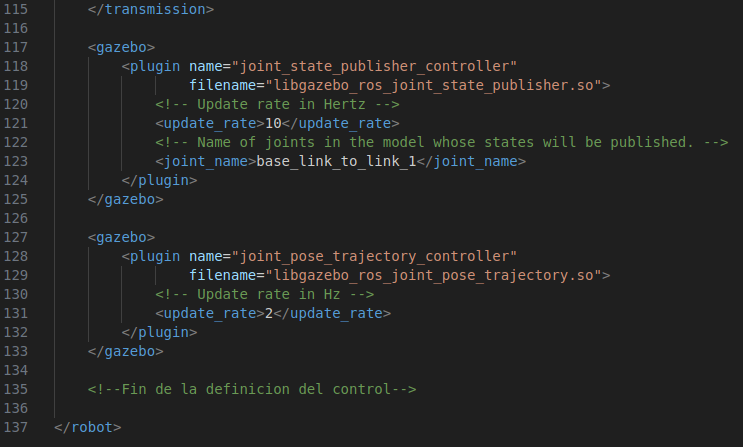 115 </transmission>
116
117 <gazebo>
118 <plugin name="joint_state_publisher_controller"
119 filename="libgazebo_ros_joint_state_publisher.so">
120 <!-- Update rate in Hertz -->
121 <update_rate>10</update_rate>
122 <!-- Name of joints in the model whose states will be published. -->
123 <joint_name>base_link_to_link_1</joint_name>
124 </plugin>
125 </gazebo>
126
127 <gazebo>
128 <plugin name="joint_pose_trajectory_controller"
129 filename="libgazebo_ros_joint_pose_trajectory.so">
130 <!-- Update rate in Hz -->
131 <update_rate>2</update_rate>
132 </plugin>
133 </gazebo>
134
135 <!--Fin de la definicion del control-->
136
137 </robot>